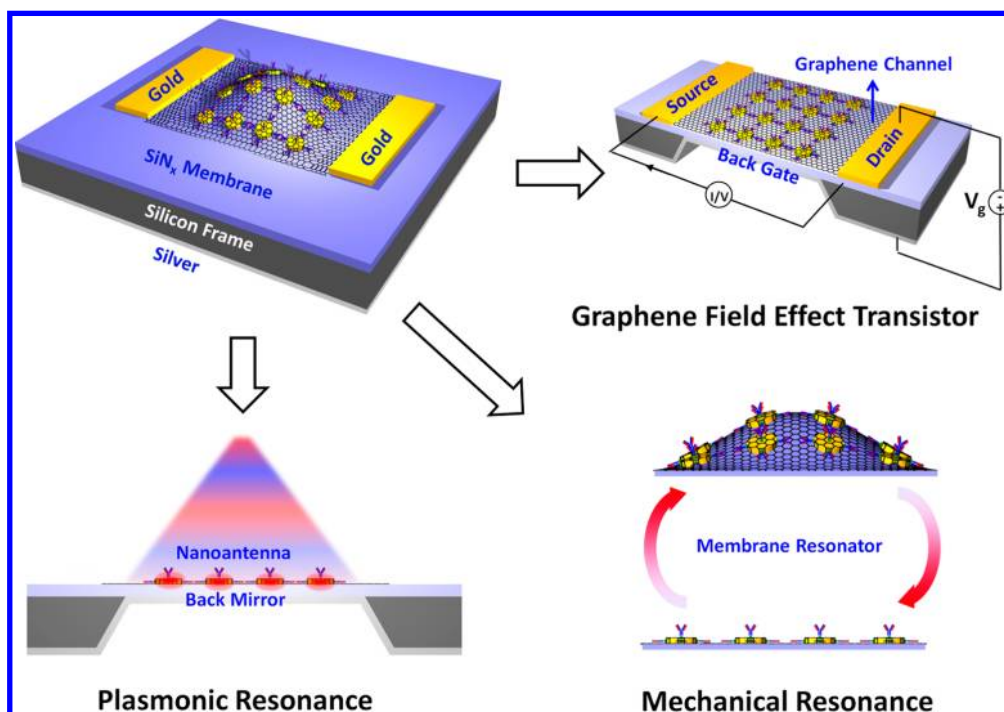 Gold
Gold
SiNₓ Membrane
Silicon Frame
Silver
Graphene Channel
Source
Drain
Back Gate
I/V
V_g
-
+
Graphene Field Effect Transistor
Nanoantenna
Back Mirror
Plasmonic Resonance
Membrane Resonator
Mechanical Resonance